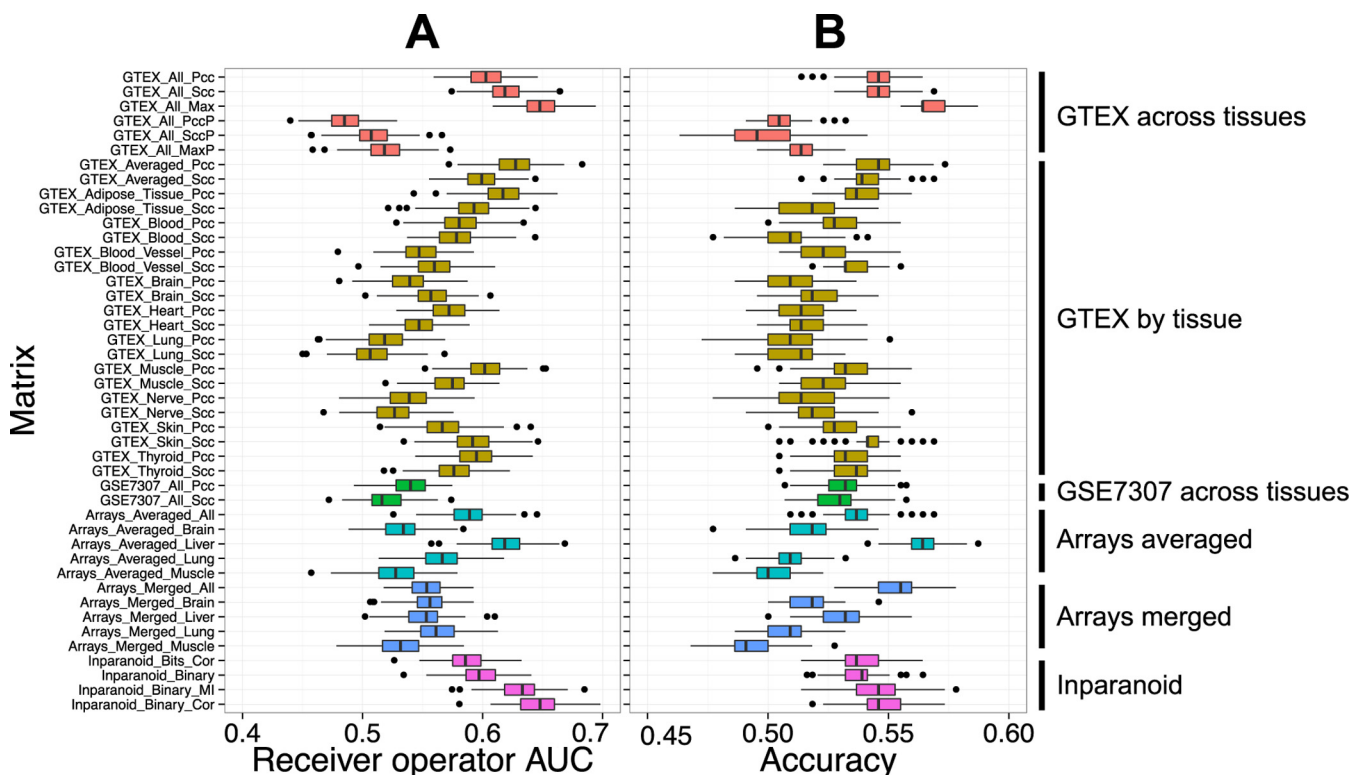 A B
GTEX_All_Pcc
GTEX_All_Scc
GTEX_All_Max
GTEX_All_PccP
GTEX_All_SccP
GTEX_All_MaxP
GTEX_Averaged_Pcc
GTEX_Averaged_Scc
GTEX_Adipose_Tissue_Pcc
GTEX_Adipose_Tissue_Scc
GTEX_Blood_Pcc
GTEX_Blood_Scc
GTEX_Blood_Vessel_Pcc
GTEX_Blood_Vessel_Scc
GTEX_Brain_Pcc
GTEX_Brain_Scc
GTEX_Heart_Pcc
GTEX_Heart_Scc
GTEX_Lung_Pcc
GTEX_Lung_Scc
GTEX_Muscle_Pcc
GTEX_Muscle_Scc
GTEX_Nerve_Pcc
GTEX_Nerve_Scc
GTEX_Skin_Pcc
GTEX_Skin_Scc
GTEX_Thyroid_Pcc
GTEX_Thyroid_Scc
GSE7307_All_Pcc
GSE7307_All_Scc
Arrays_Averaged_All
Arrays_Averaged_Brain
Arrays_Averaged_Liver
Arrays_Averaged_Lung
Arrays_Averaged_Muscle
Arrays_Merged_All
Arrays_Merged_Brain
Arrays_Merged_Liver
Arrays_Merged_Lung
Arrays_Merged_Muscle
Inparanoid_Bits_Cor
Inparanoid_Binary
Inparanoid_Binary_MI
Inparanoid_Binary_Cor
Matrix
GTEX across tissues
GTEX by tissue
GSE7307 across tissues
Arrays averaged
Arrays merged
Inparanoid
0.4 0.5 0.6 0.7
0.45 0.50 0.55 0.60
Receiver operator AUC
Accuracy